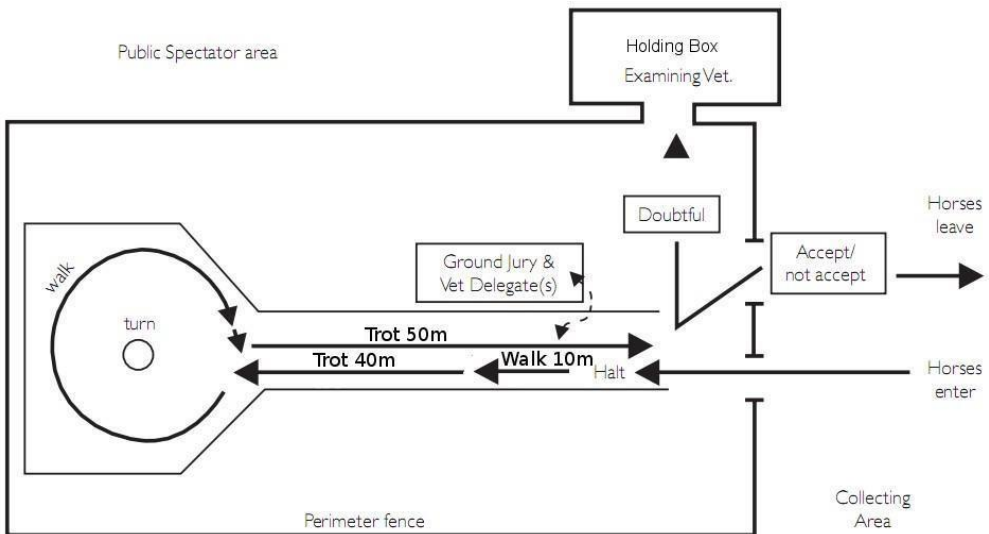 Public Spectator area
Holding Box
Examining Vet.
Doubtful
Horses
leave
Accept/
not accept
Ground Jury &
Vet Delegate(s)
walk
turn
Trot 50m
Trot 40m
Walk 10m
Halt
Horses
enter
Collecting
Area
Perimeter fence